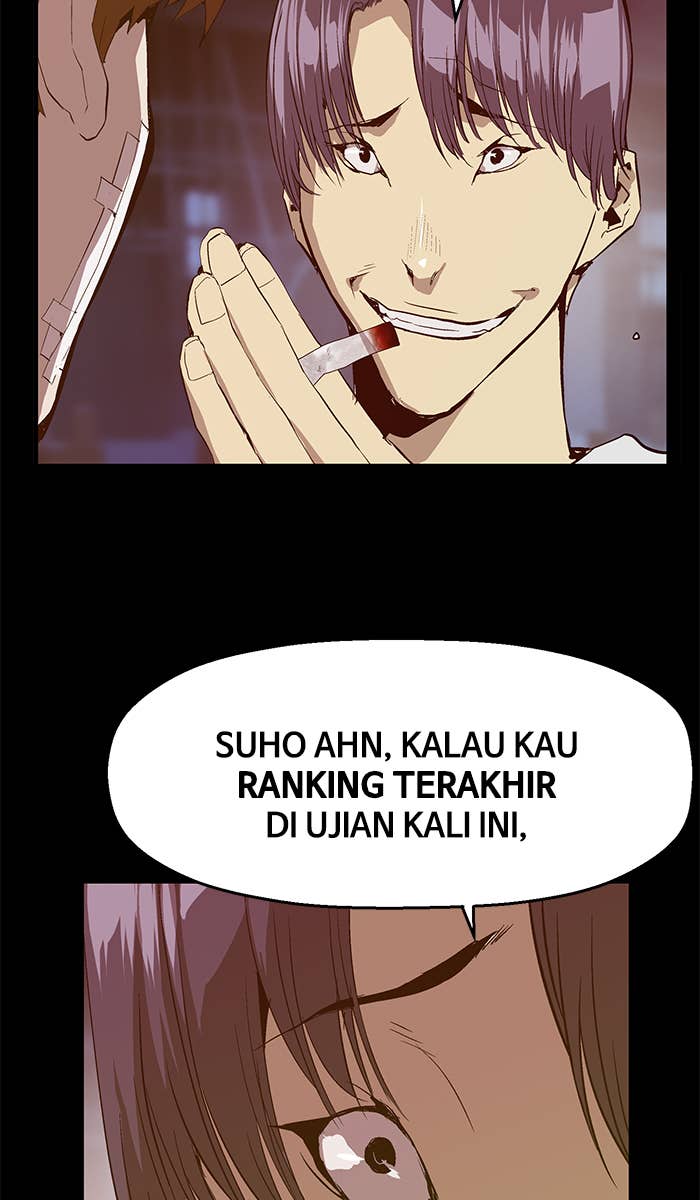 SUHO AHN, KALAU KAU
RANKING TERAKHIR
DI UJIAN KALI INI,